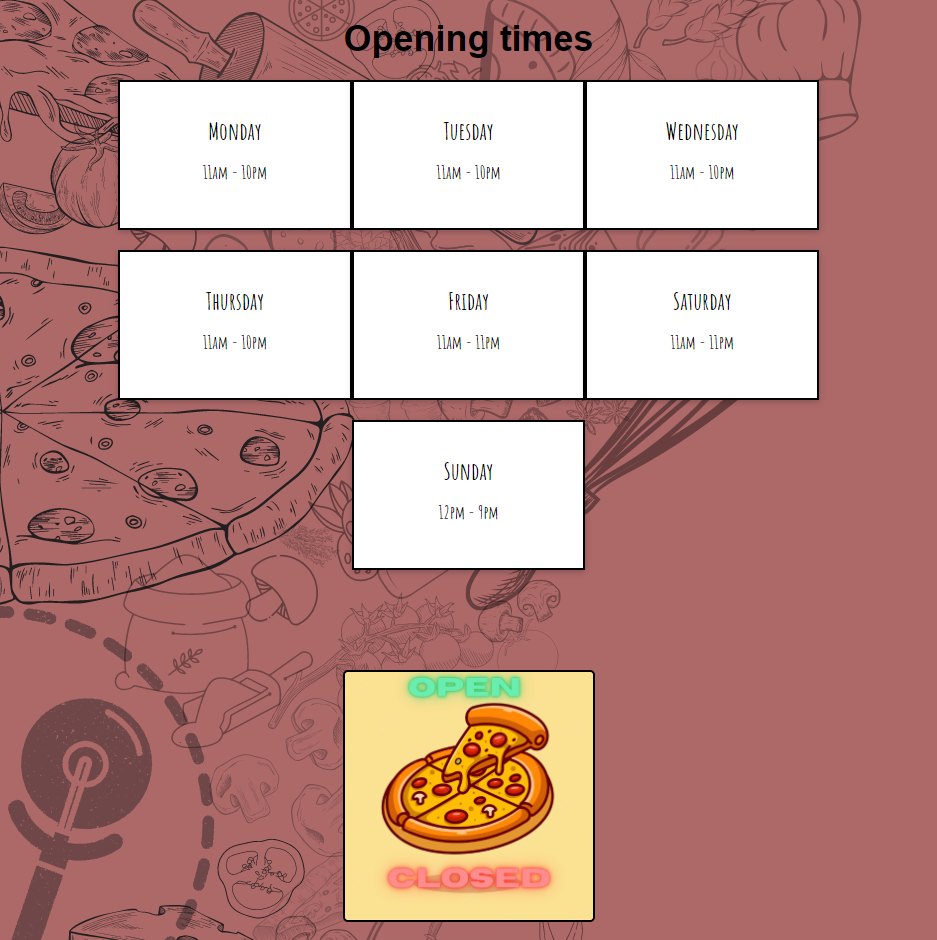 Opening times
Monday
11am - 10pm
Tuesday
11am - 10pm
Wednesday
11am - 10pm
Thursday
11am - 10pm
Friday
11am - 11pm
Saturday
11am - 11pm
Sunday
12pm - 9pm
OPEN
CLOSED